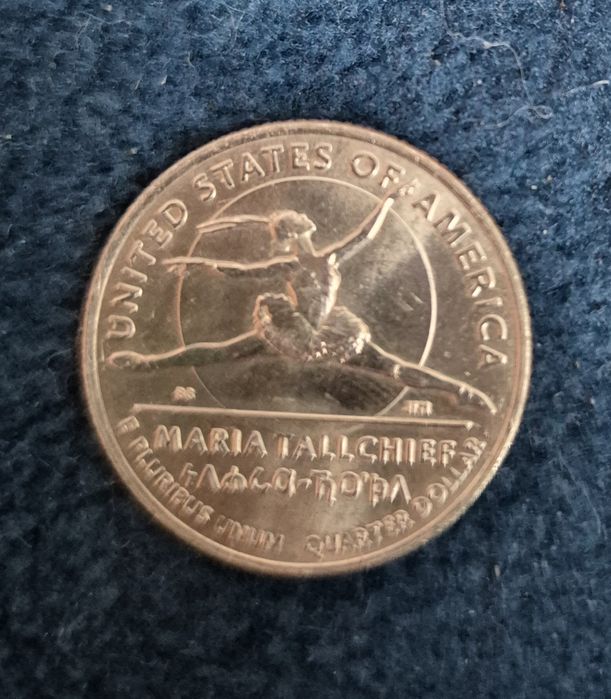 UNITED STATES OF AMERICA
MARIA TALLCHIEF
E PLURIBUS UNUM
QUARTER DOLLAR